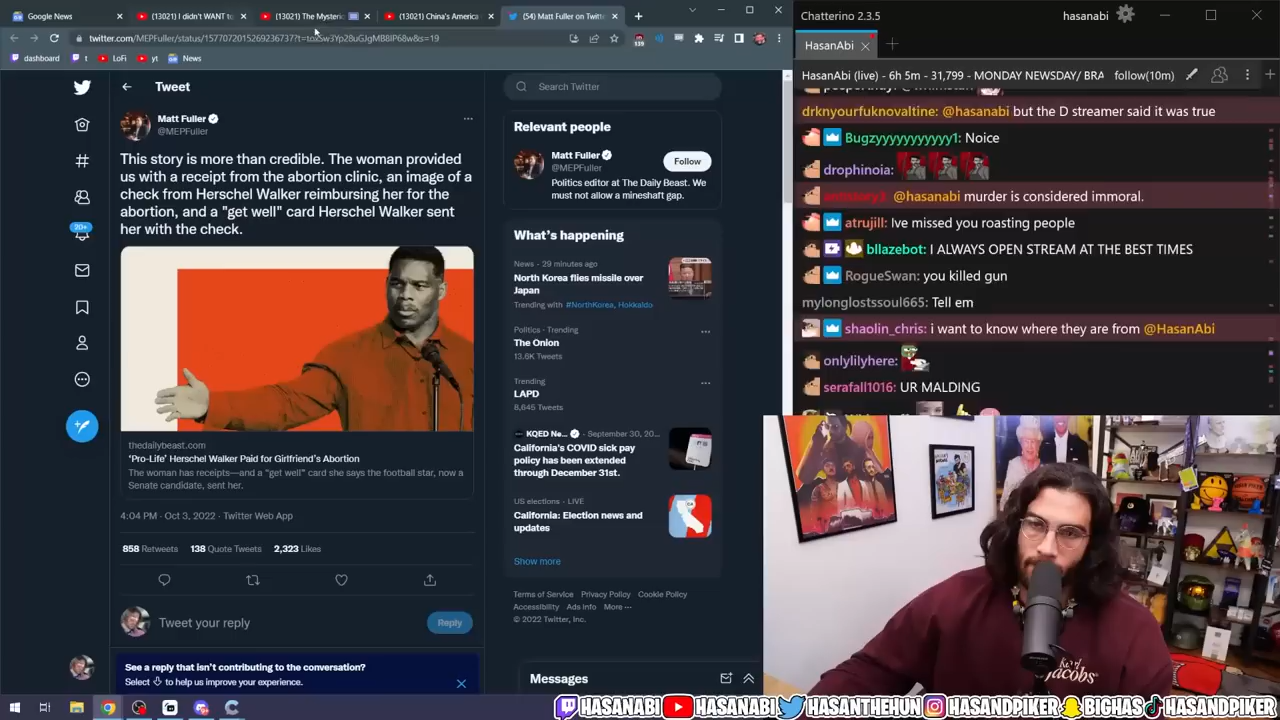 Google News
(13021) I didn't WANT to
(13021) The Mysterio
(13021) China's America
(54) Matt Fuller on Twitt
twitter.com/MEPFuller/status/1577072015269236737?t=toxSw3Yp28uGJgMB8IP68w&s=19
dashboard
t
LoFi
yt
News
Tweet
Matt Fuller
@MEPFuller
This story is more than credible. The woman provided
us with a receipt from the abortion clinic, an image of a
check from Herschel Walker reimbursing her for the
abortion, and a "get well" card Herschel Walker sent
her with the check.
thedailybeast.com
'Pro-Life' Herschel Walker Paid for Girlfriend's Abortion
The woman has receipts—and a "get well" card she says the football star, now a
Senate candidate, sent her.
4:04 PM · Oct 3, 2022 · Twitter Web App
858 Retweets 138 Quote Tweets 2,323 Likes
Tweet your reply
Reply
See a reply that isn't contributing to the conversation?
Select to help us improve your experience.
20+
Search Twitter
Relevant people
Matt Fuller
@MEPFuller
Follow
Politics editor at The Daily Beast. We
must not allow a mineshaft gap.
What's happening
News · 29 minutes ago
North Korea flies missile over
Japan
Trending with #NorthKorea, Hokkaido
Politics · Trending
The Onion
13.6K Tweets
Trending
LAPD
8,645 Tweets
KQED Ne... · September 30, 20...
California's COVID sick pay
policy has been extended
through December 31st.
US elections · LIVE
California: Election news and
updates
Show more
Terms of Service Privacy Policy Cookie Policy
Accessibility Ads info More ···
© 2022 Twitter, Inc.
Messages
Chatterino 2.3.5
hasanabi
HasanAbi
HasanAbi (live) - 6h 5m - 31,799 - MONDAY NEWSDAY/ BRA
follow(10m)
drknyourfuknovaltine: @hasanabi but the D streamer said it was true
Bugzyyyyyyyyyy1: Noice
drophinoia:
@hasanabi murder is considered immoral.
atrujill: Ive missed you roasting people
bllazebot: I ALWAYS OPEN STREAM AT THE BEST TIMES
RogueSwan: you killed gun
mylonglostssoul665: Tell em
shaolin_chris: i want to know where they are from @HasanAbi
onlylilyhere:
serafall1016: UR MALDING
HASANABI HASANABI HASANTHEHUN HASANDPIKER BIGHAS HASANDPIKER